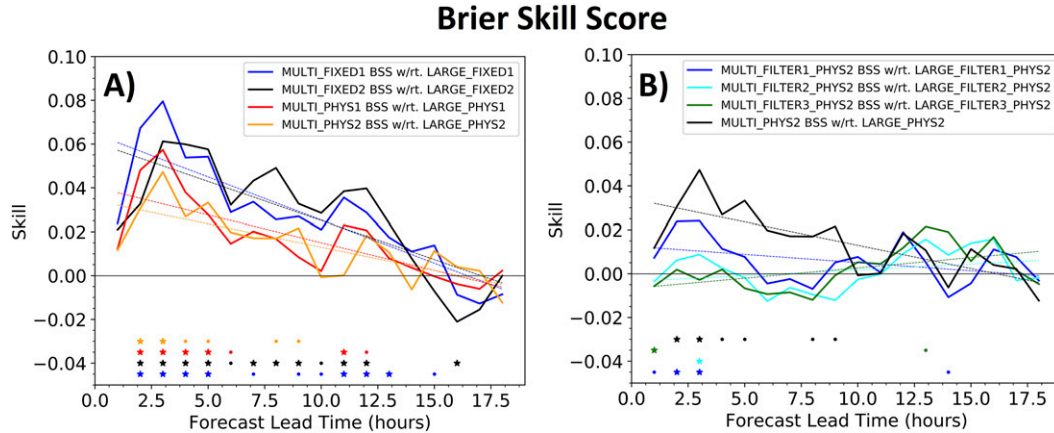 Brier Skill Score
A)
MULTI_FIXED1 BSS w/rt. LARGE_FIXED1
MULTI_FIXED2 BSS w/rt. LARGE_FIXED2
MULTI_PHYS1 BSS w/rt. LARGE_PHYS1
MULTI_PHYS2 BSS w/rt. LARGE_PHYS2
Skill
0.10
0.08
0.06
0.04
0.02
0.00
−0.02
−0.04
0.0 2.5 5.0 7.5 10.0 12.5 15.0 17.5
Forecast Lead Time (hours)
B)
MULTI_FILTER1_PHYS2 BSS w/rt. LARGE_FILTER1_PHYS2
MULTI_FILTER2_PHYS2 BSS w/rt. LARGE_FILTER2_PHYS2
MULTI_FILTER3_PHYS2 BSS w/rt. LARGE_FILTER3_PHYS2
MULTI_PHYS2 BSS w/rt. LARGE_PHYS2
Skill
0.10
0.08
0.06
0.04
0.02
0.00
−0.02
−0.04
0.0 2.5 5.0 7.5 10.0 12.5 15.0 17.5
Forecast Lead Time (hours)